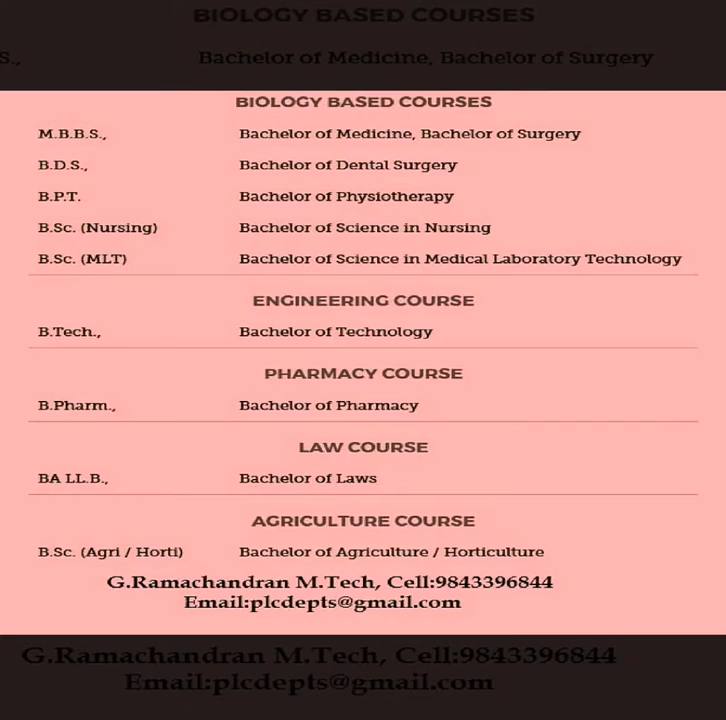 BIOLOGY BASED COURSES
S., Bachelor of Medicine, Bachelor of Surgery
BIOLOGY BASED COURSES
M.B.B.S., Bachelor of Medicine, Bachelor of Surgery
B.D.S., Bachelor of Dental Surgery
B.P.T. Bachelor of Physiotherapy
B.Sc. (Nursing) Bachelor of Science in Nursing
B.Sc. (MLT) Bachelor of Science in Medical Laboratory Technology
ENGINEERING COURSE
B.Tech., Bachelor of Technology
PHARMACY COURSE
B.Pharm., Bachelor of Pharmacy
LAW COURSE
BA LL.B., Bachelor of Laws
AGRICULTURE COURSE
B.Sc. (Agri / Horti) Bachelor of Agriculture / Horticulture
G.Ramachandran M.Tech, Cell:9843396844
Email:plcdepts@gmail.com
G.Ramachandran M.Tech, Cell:9843396844
Email:plcdepts@gmail.com